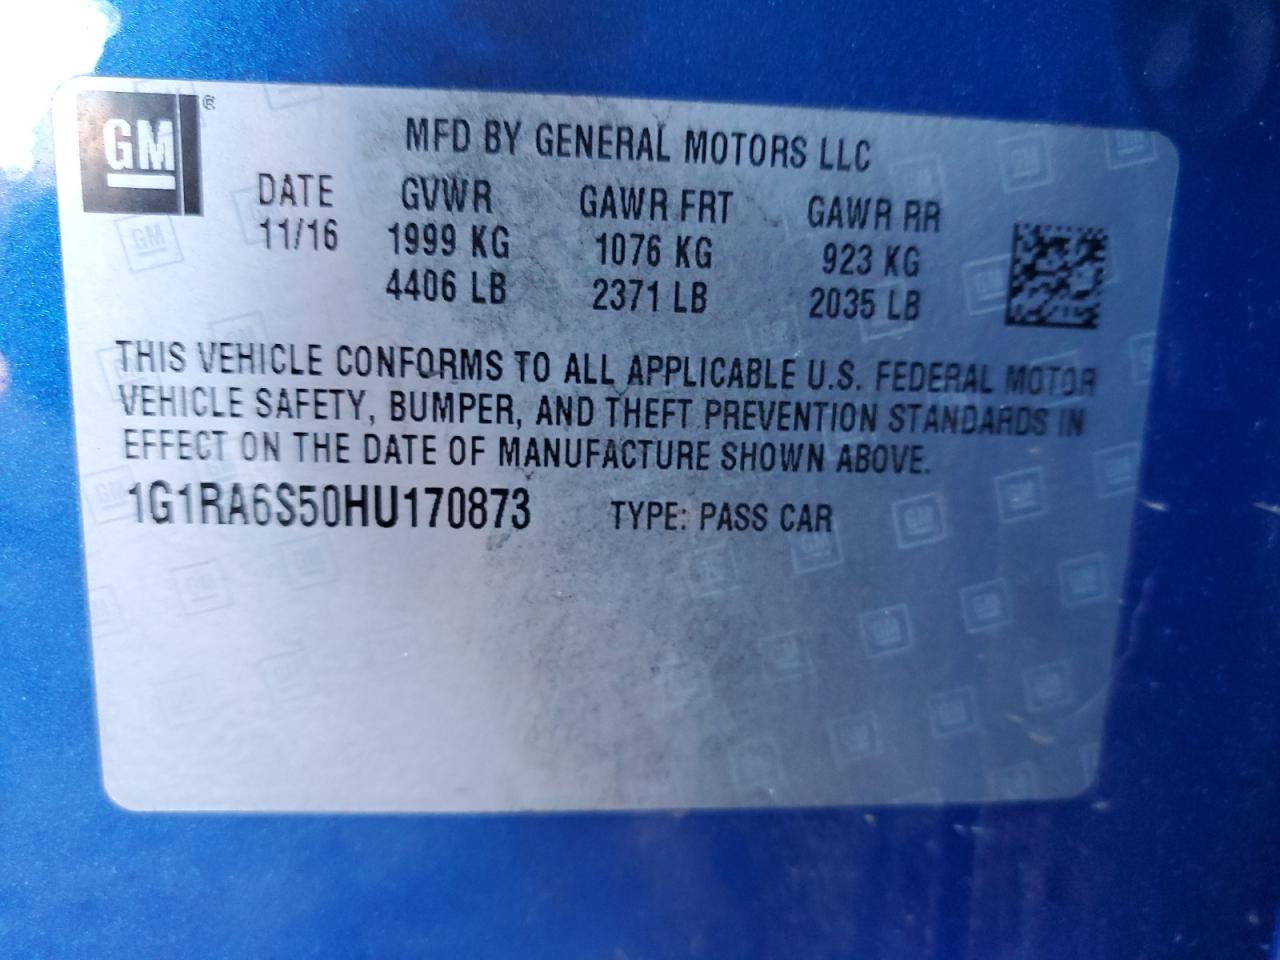 GM ®
MFD BY GENERAL MOTORS LLC
DATE GVWR GAWR FRT GAWR RR
11/16 1999 KG 1076 KG 923 KG
4406 LB 2371 LB 2035 LB
THIS VEHICLE CONFORMS TO ALL APPLICABLE U.S. FEDERAL MOTOR
VEHICLE SAFETY, BUMPER, AND THEFT PREVENTION STANDARDS IN
EFFECT ON THE DATE OF MANUFACTURE SHOWN ABOVE.
1G1RA6S50HU170873 TYPE: PASS CAR